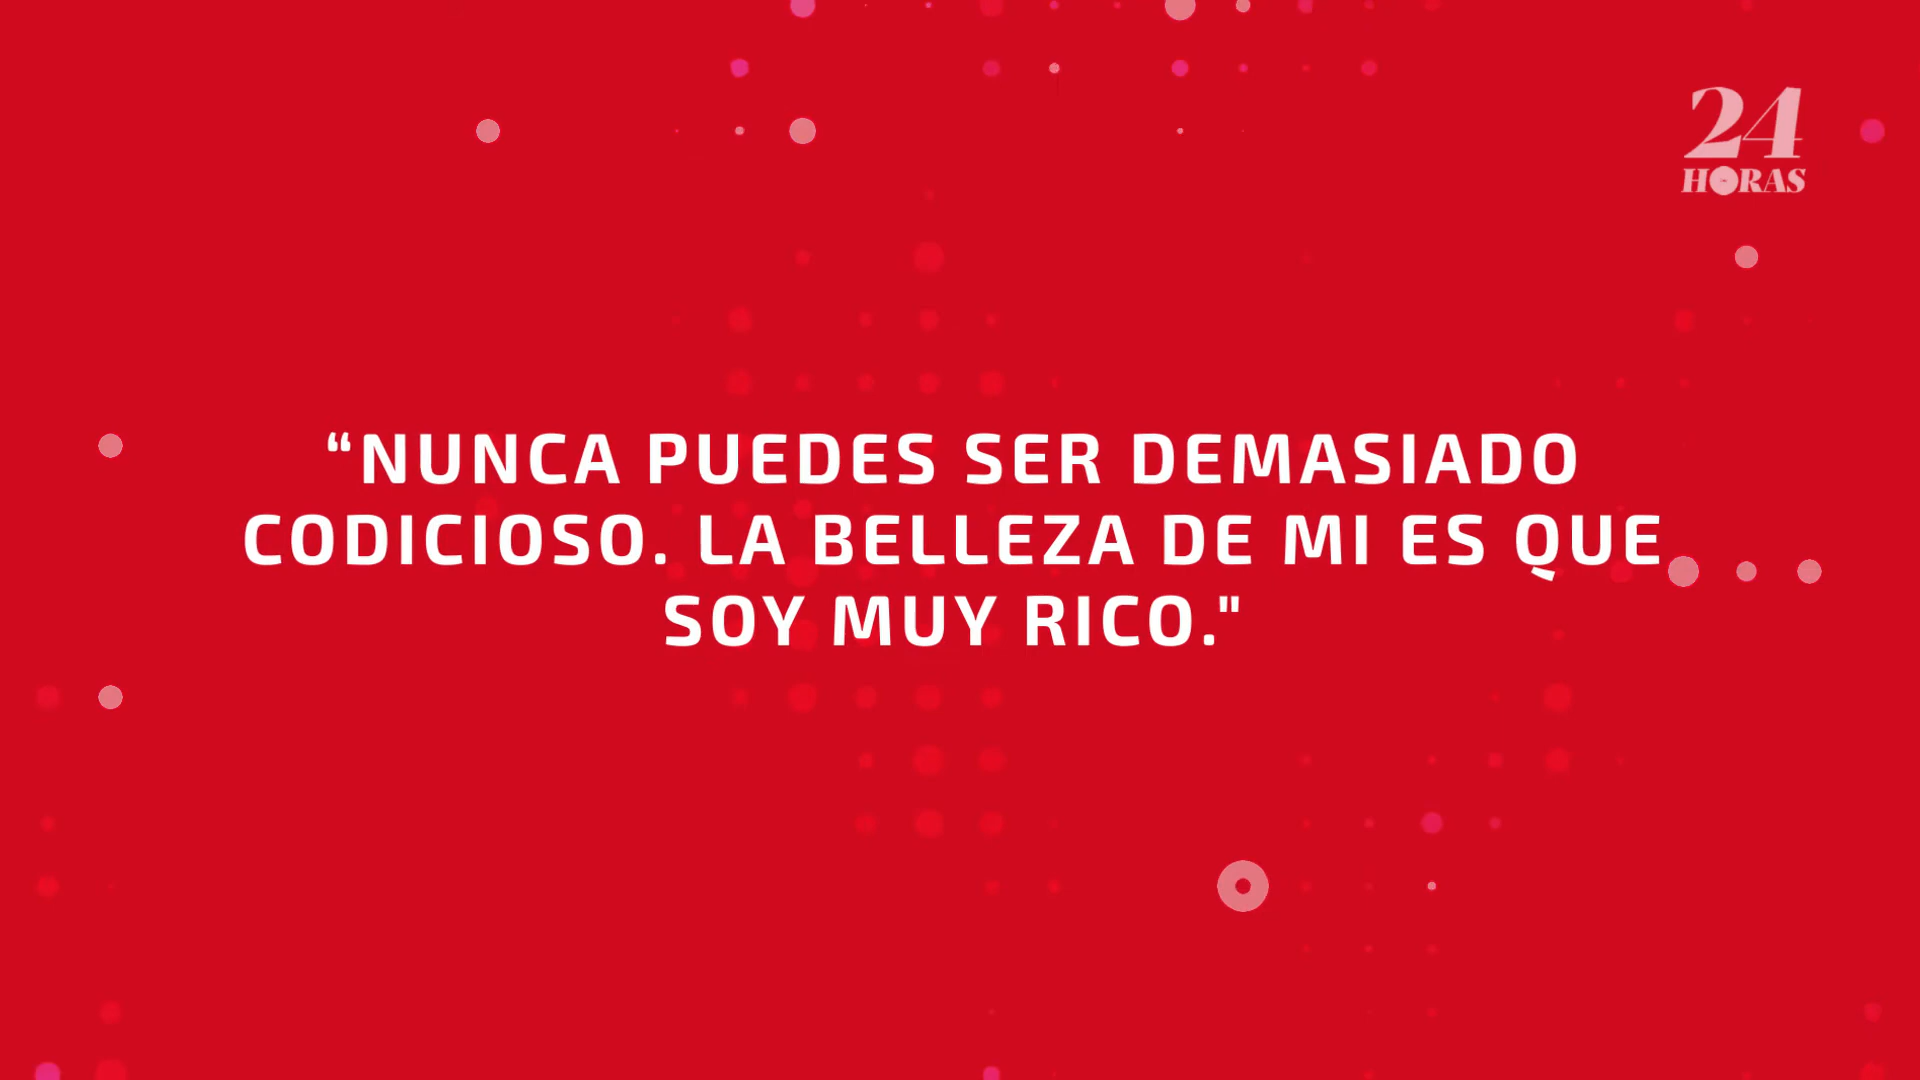 24
HORAS
“NUNCA PUEDES SER DEMASIADO
CODICIOSO. LA BELLEZA DE MI ES QUE
SOY MUY RICO."